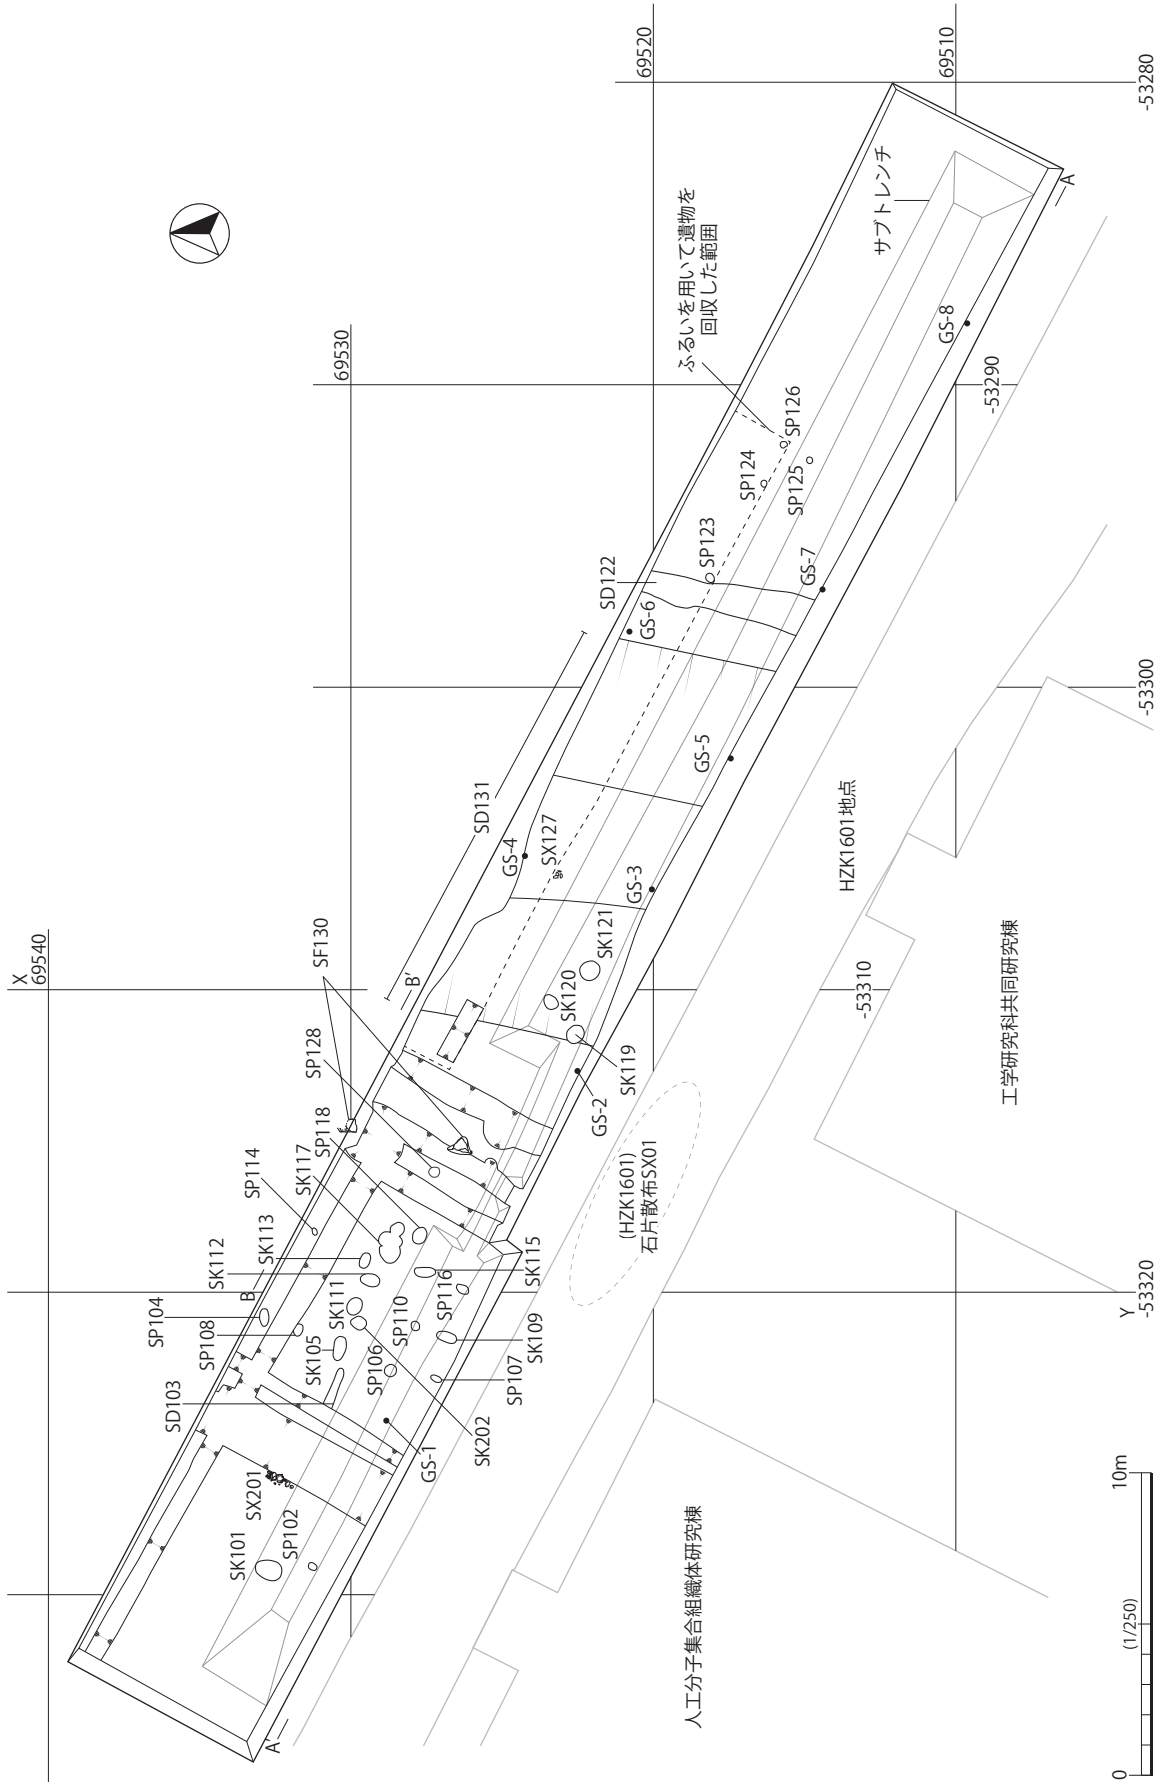 X
69540
69530
69520
69510
-53280
-53290
-53300
-53310
Y
-53320
サブトレンチ
A
ふるいを用いて遺物を
回収した範囲
GS-8
SP126
SP124
SP125
SP123
SD122
GS-6
GS-7
GS-5
SD131
GS-4
SX127
GS-3
HZK1601地点
SK121
SK120
SK119
SF130
B'
SP128
GS-2
工学研究科共同研究棟
SP118
SK117
SP114
(HZK1601)
石片散布SX01
SK113
SK112
SK115
B
SK111
SP116
SP110
SP104
SP108
SK109
SK105
SP106
SP107
SD103
SK202
GS-1
SX201
SP102
SK101
人工分子集合組織体研究棟
A'
0
(1/250)
10m